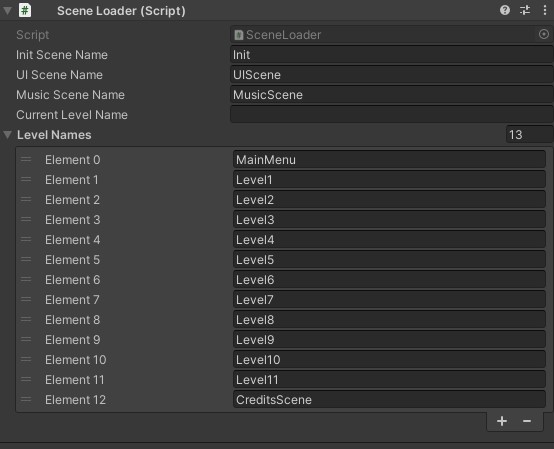 Scene Loader (Script)
Script SceneLoader
Init Scene Name Init
UI Scene Name UIScene
Music Scene Name MusicScene
Current Level Name
Level Names 13
Element 0 MainMenu
Element 1 Level1
Element 2 Level2
Element 3 Level3
Element 4 Level4
Element 5 Level5
Element 6 Level6
Element 7 Level7
Element 8 Level8
Element 9 Level9
Element 10 Level10
Element 11 Level11
Element 12 CreditsScene